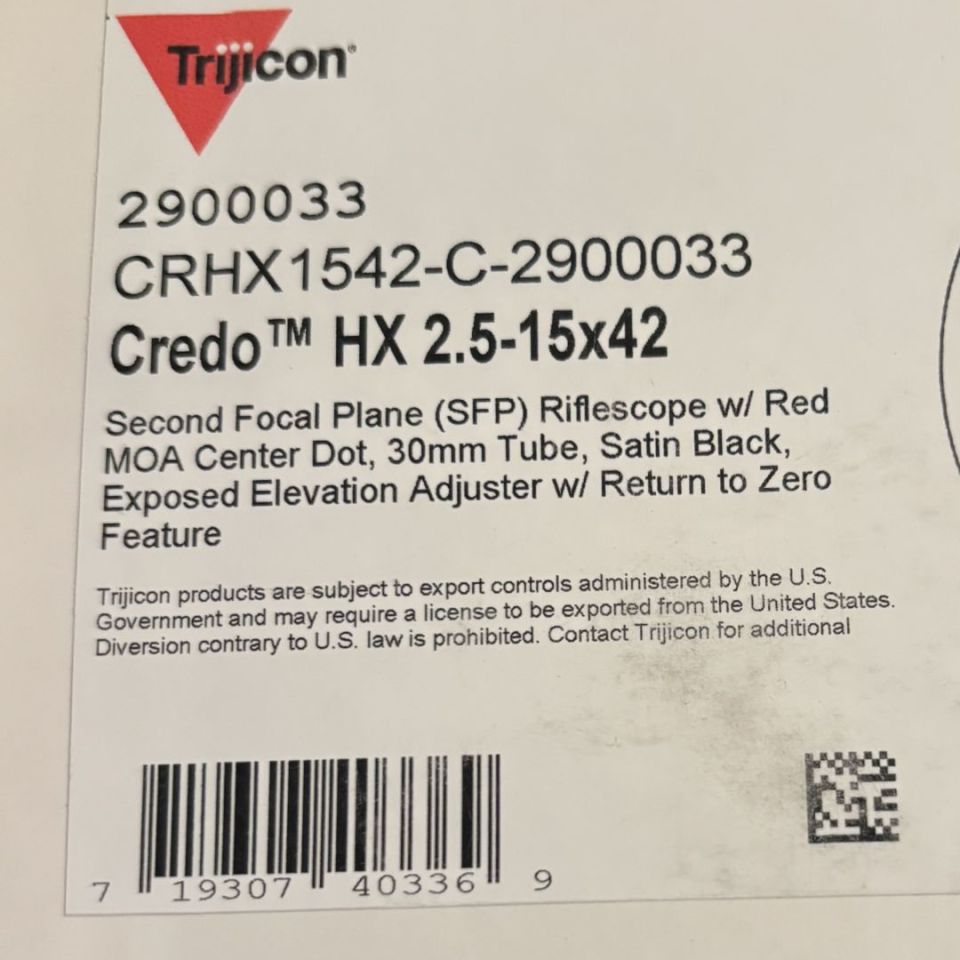 Trijicon®
2900033
CRHX1542-C-2900033
Credo™ HX 2.5-15x42
Second Focal Plane (SFP) Riflescope w/ Red
MOA Center Dot, 30mm Tube, Satin Black,
Exposed Elevation Adjuster w/ Return to Zero
Feature
Trijicon products are subject to export controls administered by the U.S.
Government and may require a license to be exported from the United States.
Diversion contrary to U.S. law is prohibited. Contact Trijicon for additional
7 19307 40336 9